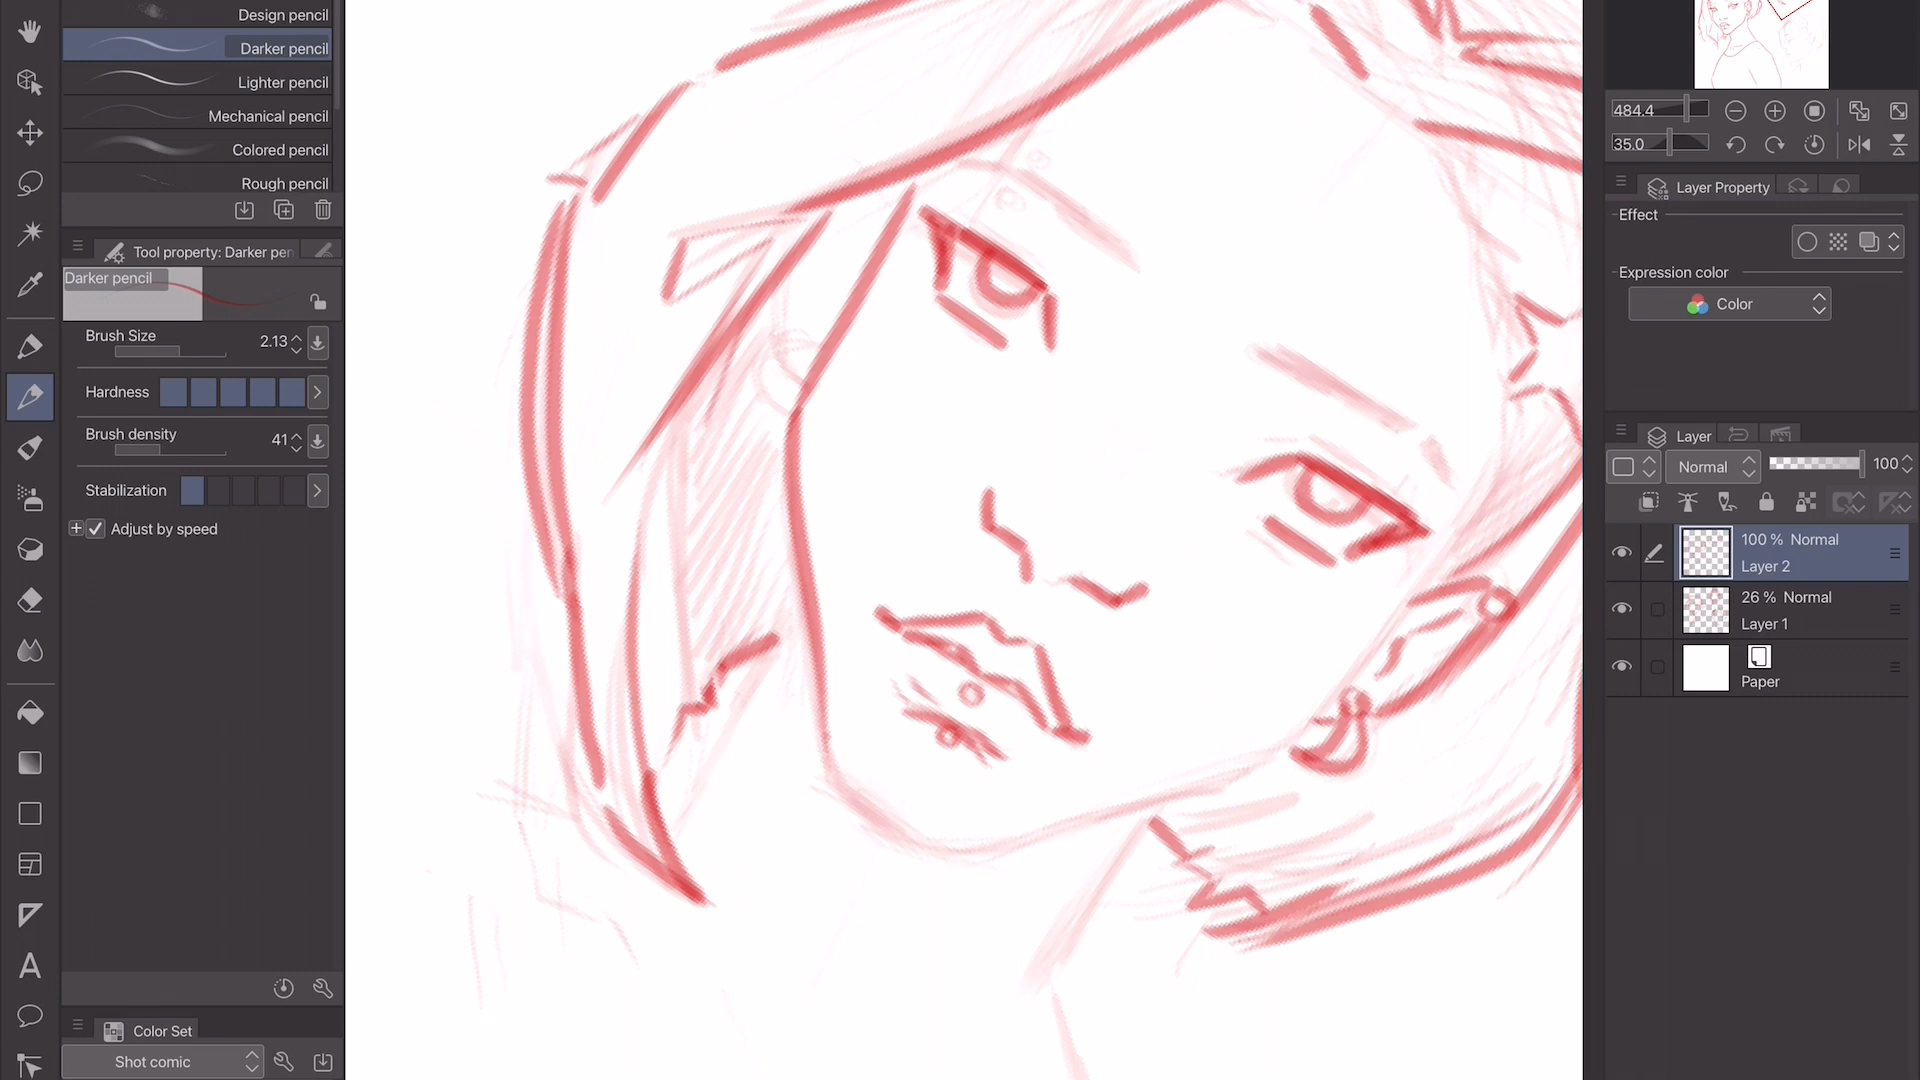 Design pencil
Darker pencil
Lighter pencil
Mechanical pencil
Colored pencil
Rough pencil
Tool property: Darker pen
Darker pencil
Brush Size 2.13
Hardness
Brush density 41
Stabilization
Adjust by speed
Color Set
Shot comic
484.4
35.0
Layer Property
Effect
Expression color
Color
Layer
Normal 100
100 % Normal
Layer 2
26 % Normal
Layer 1
Paper